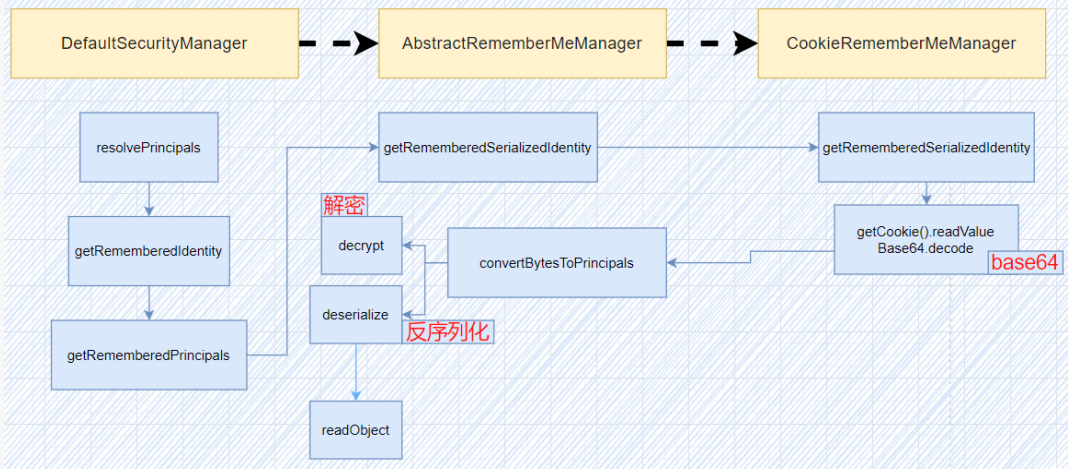 DefaultSecurityManager
AbstractRememberMeManager
CookieRememberMeManager
resolvePrincipals
getRememberedIdentity
getRememberedPrincipals
getRememberedSerializedIdentity
getRememberedSerializedIdentity
getCookie().readValue
Base64.decode
base64
convertBytesToPrincipals
解密
decrypt
deserialize
反序列化
readObject